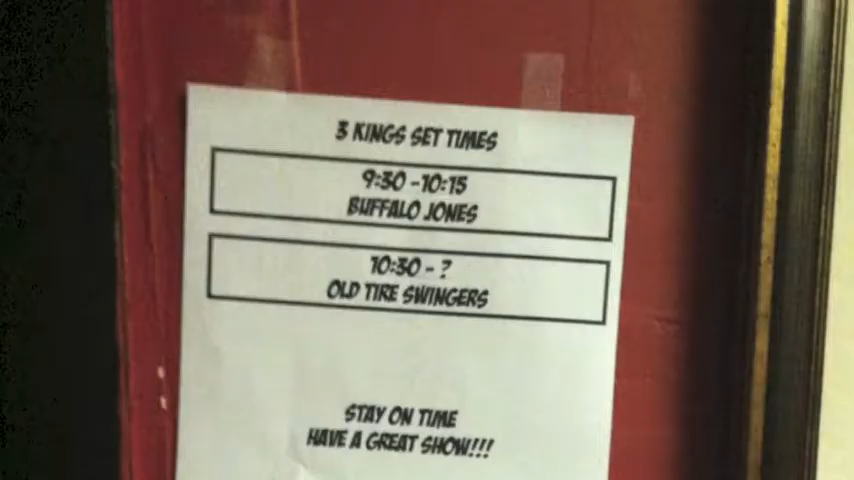 3 KINGS SET TIMES
9:30 - 10:15
BUFFALO JONES
10:30 - ?
OLD TIRE SWINGERS
STAY ON TIME
HAVE A GREAT SHOW!!!